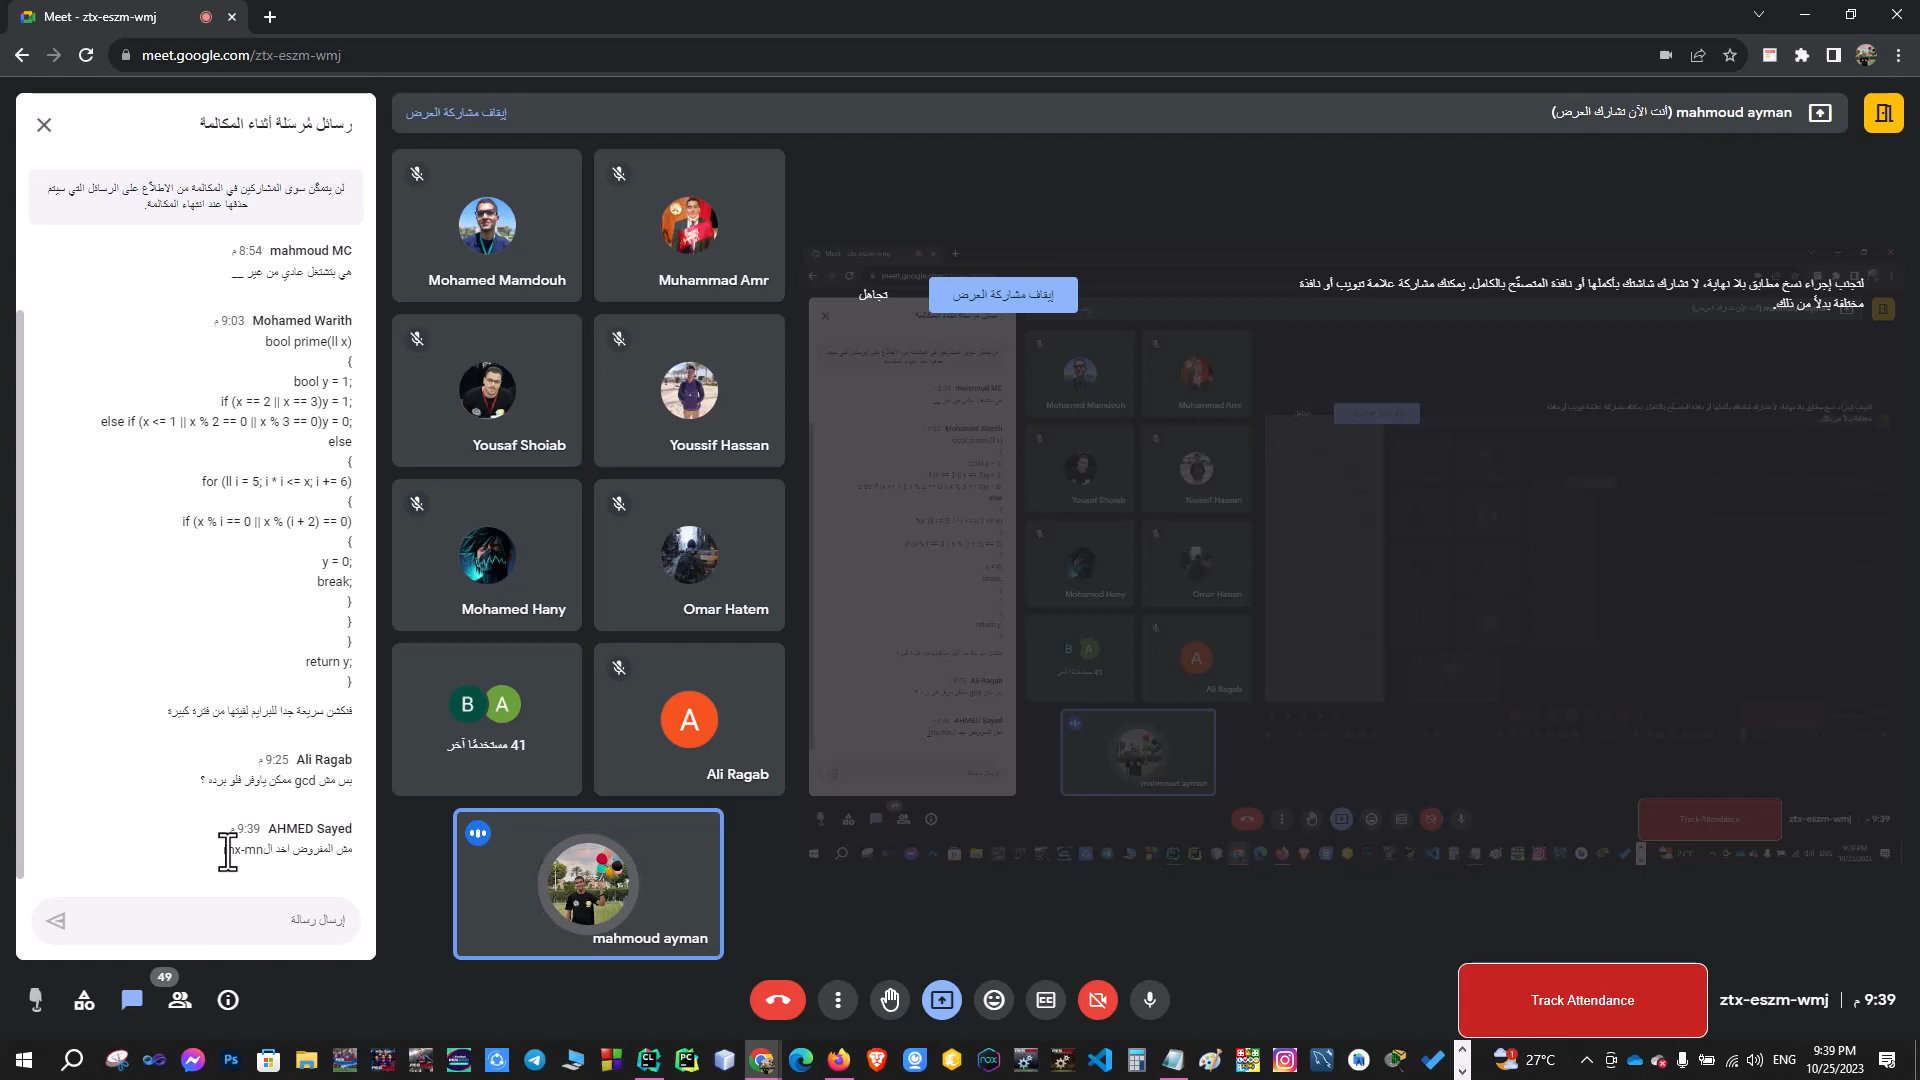 Meet - ztx-eszm-wmj
meet.google.com/ztx-eszm-wmj
رسائل مُرسَلة أثناء المكالمة
لن يتمكّن سوى المشاركين في المكالمة من الاطّلاع على الرسائل التي سيتم
حذفها عند انتهاء المكالمة.
mahmoud MC 8:54 م
هي بتشتغل عادي من غير __
Mohamed Warith 9:03 م
bool prime(ll x)
{
bool y = 1;
if (x == 2 || x == 3)y = 1;
else if (x <= 1 || x % 2 == 0 || x % 3 == 0)y = 0;
else
{
for (ll i = 5; i * i <= x; i += 6)
{
if (x % i == 0 || x % (i + 2) == 0)
{
y = 0;
break;
}
}
}
return y;
}
فنكشن سريعة جدا للبرايم لقيتها من فترة كبيرة
Ali Ragab 9:25 م
بس مش gcd ممكن ياوفر فلو برده ؟
AHMED Sayed 9:39 م
مش المفروض اخد الmx-mn
إرسال رسالة
إيقاف مشاركة العرض
mahmoud ayman (أنت الآن تشارك العرض)
Mohamed Mamdouh
Muhammad Amr
Yousaf Shoiab
Youssif Hassan
Mohamed Hany
Omar Hatem
B A
41 مستخدمًا آخر
A
Ali Ragab
mahmoud ayman
لتجنب إجراء نسخ مطابق بلا نهاية، لا تشارك شاشتك بأكملها أو نافذة المتصفّح بالكامل. يمكنك مشاركة علامة تبويب أو نافذة
مختلفة بدلاً من ذلك.
إيقاف مشاركة العرض
تجاهل
49
Track Attendance
ztx-eszm-wmj | 9:39 م
27°C
ENG
9:39 PM
10/25/2023